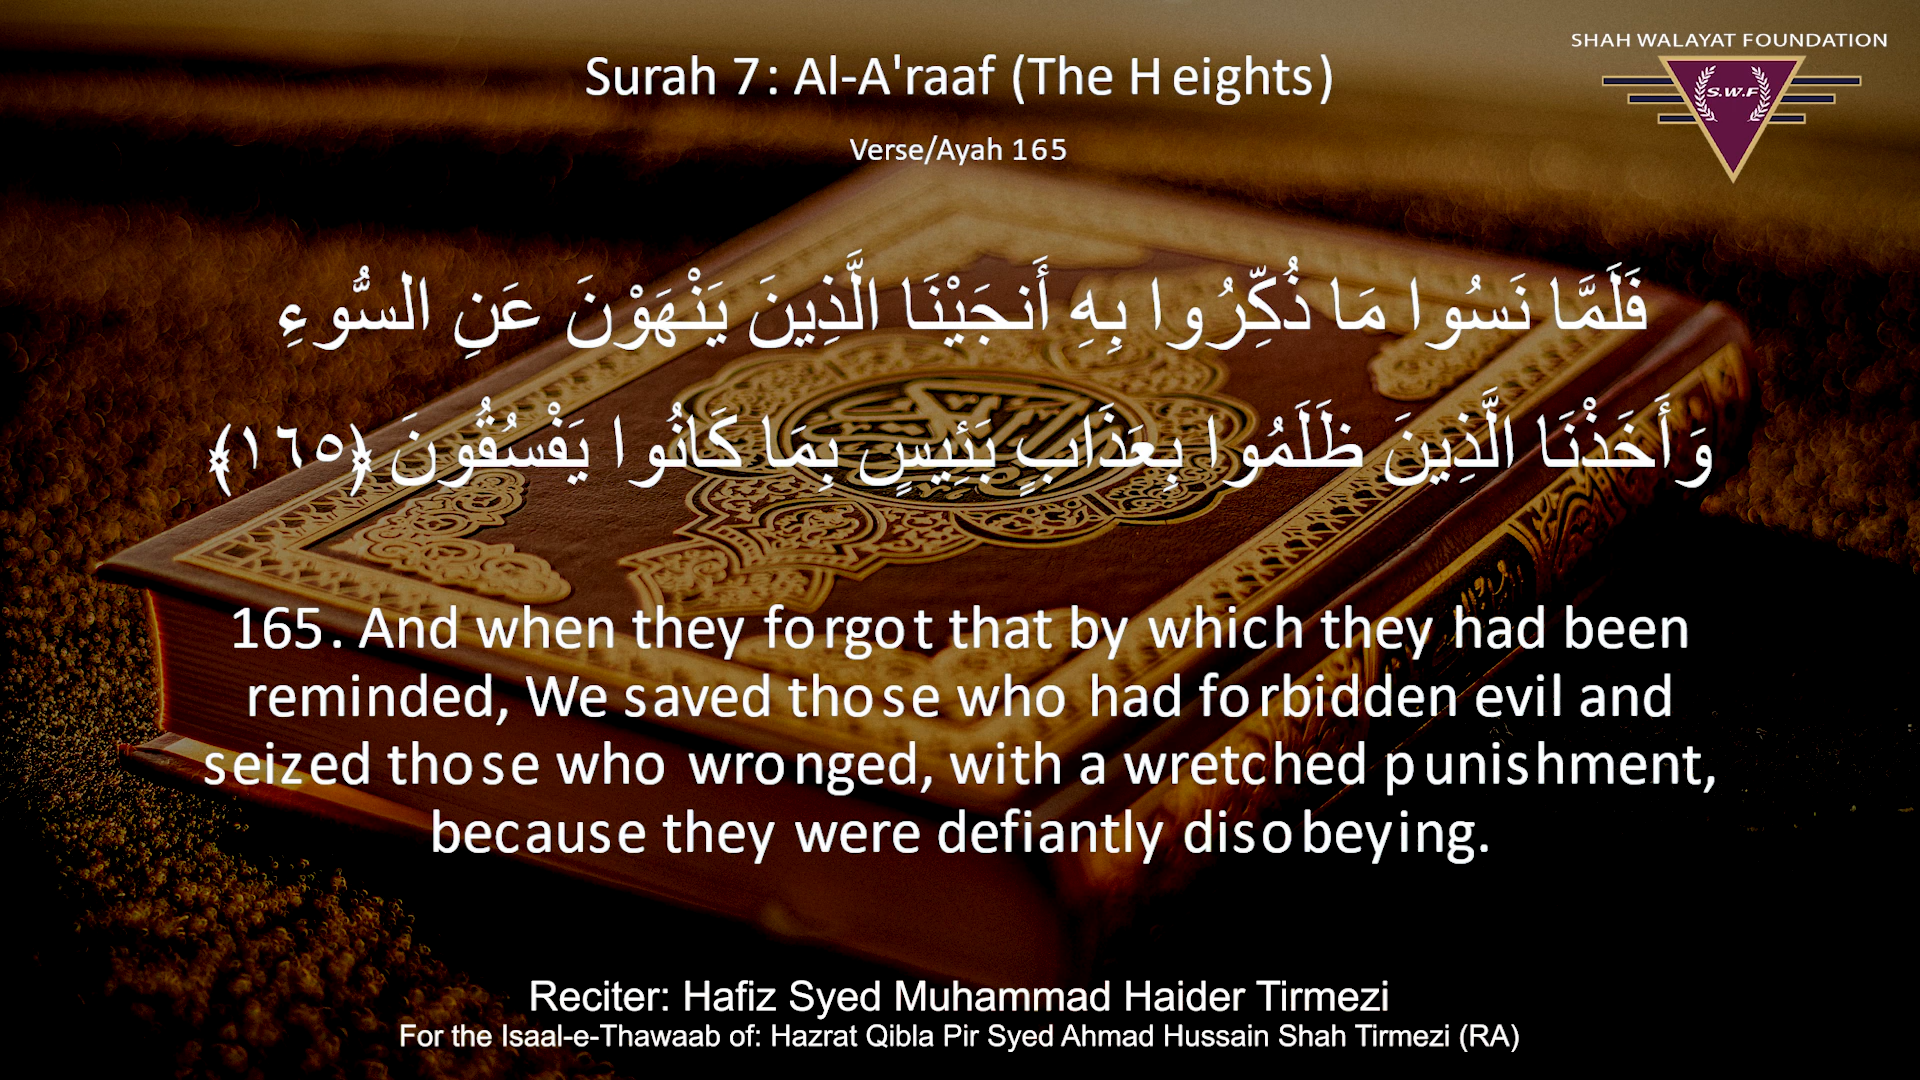 SHAH WALAYAT FOUNDATION
S.W.F
Surah 7: Al-A'raaf (The Heights)
Verse/Ayah 165
فَلَمَّا نَسُوا مَا ذُكِّرُوا بِهِ أَنجَيْنَا الَّذِينَ يَنْهَوْنَ عَنِ السُّوءِ
وَأَخَذْنَا الَّذِينَ ظَلَمُوا بِعَذَابٍ بَئِيسٍ بِمَا كَانُوا يَفْسُقُونَ ﴿١٦٥﴾
165. And when they forgot that by which they had been
reminded, We saved those who had forbidden evil and
seized those who wronged, with a wretched punishment,
because they were defiantly disobeying.
Reciter: Hafiz Syed Muhammad Haider Tirmezi
For the Isaal-e-Thawaab of: Hazrat Qibla Pir Syed Ahmad Hussain Shah Tirmezi (RA)